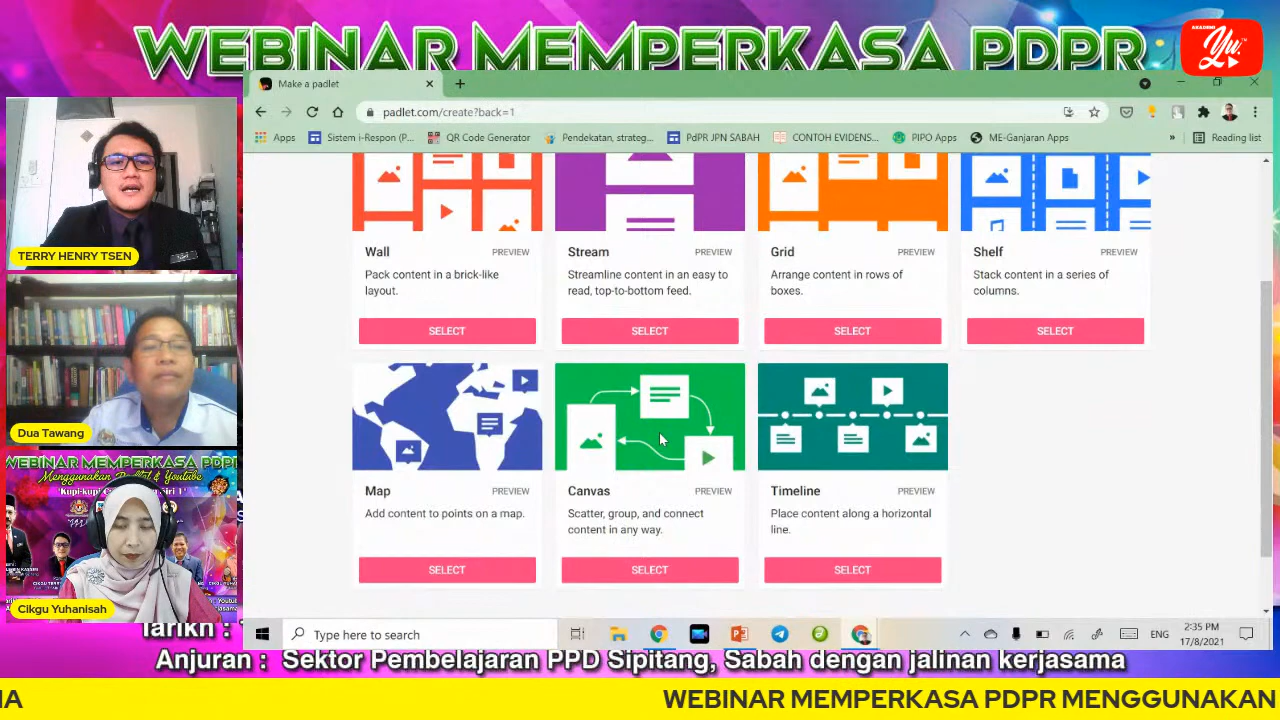 WEBINAR MEMPERKASA PDPR
AKADEMI
YuZ
Make a padlet
padlet.com/create?back=1
Apps
Sistem i-Respon (P...
QR Code Generator
Pendekatan, strateg...
PdPR JPN SABAH
CONTOH EVIDENS...
PIPO Apps
ME-Ganjaran Apps
»
Reading list
Wall PREVIEW
Pack content in a brick-like
layout.
SELECT
Stream PREVIEW
Streamline content in an easy to
read, top-to-bottom feed.
SELECT
Grid PREVIEW
Arrange content in rows of
boxes.
SELECT
Shelf PREVIEW
Stack content in a series of
columns.
SELECT
Map PREVIEW
Add content to points on a map.
SELECT
Canvas PREVIEW
Scatter, group, and connect
content in any way.
SELECT
Timeline PREVIEW
Place content along a horizontal
line.
SELECT
TERRY HENRY TSEN
Dua Tawang
WEBINAR MEMPERKASA PDPR
Menggunakan Padlet & Youtube
Cikgu Yuhanisah
Type here to search
ENG
2:35 PM
17/8/2021
Tarikh :
Anjuran : Sektor Pembelajaran PPD Sipitang, Sabah dengan jalinan kerjasama
IA
WEBINAR MEMPERKASA PDPR MENGGUNAKAN